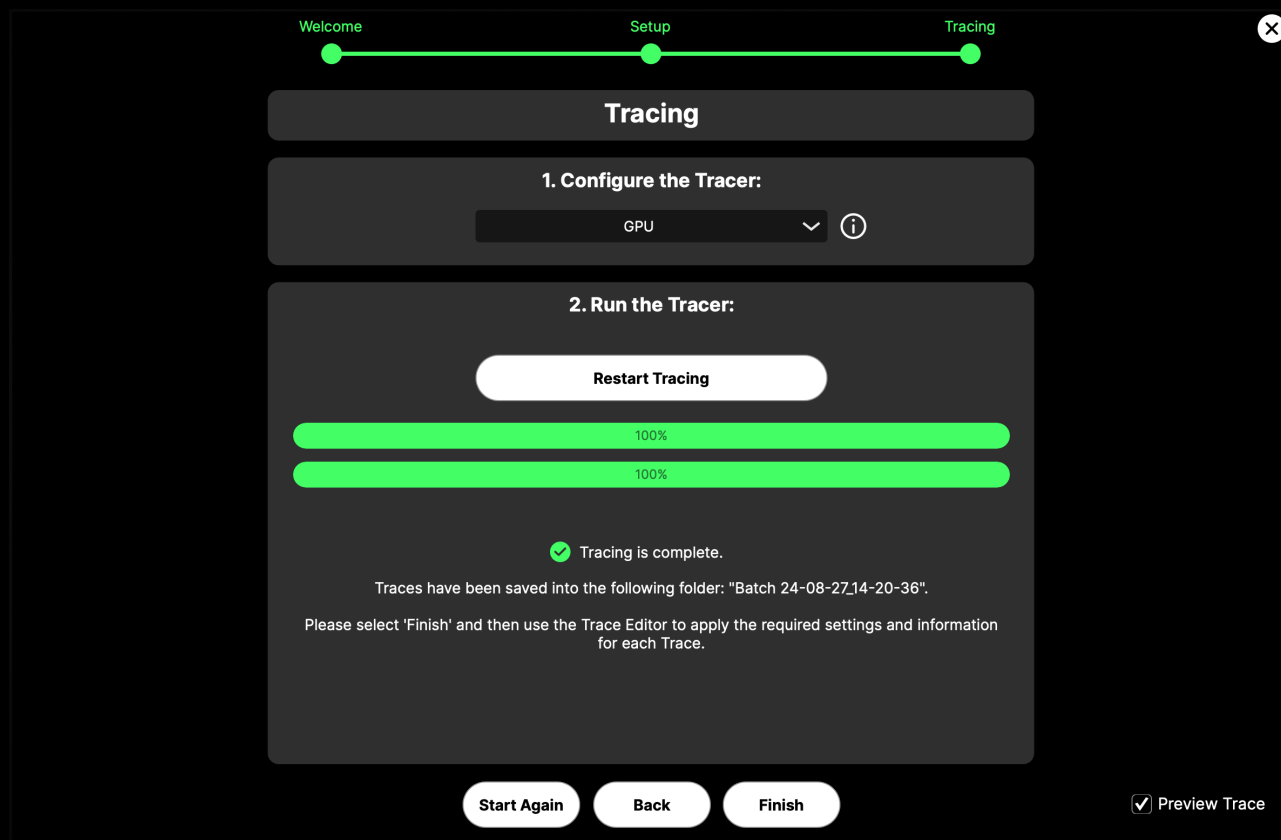 Welcome
Setup
Tracing
Tracing
1. Configure the Tracer:
GPU
2. Run the Tracer:
Restart Tracing
100%
100%
Tracing is complete.
Traces have been saved into the following folder: "Batch 24-08-27_14-20-36".
Please select 'Finish' and then use the Trace Editor to apply the required settings and information
for each Trace.
Start Again
Back
Finish
Preview Trace